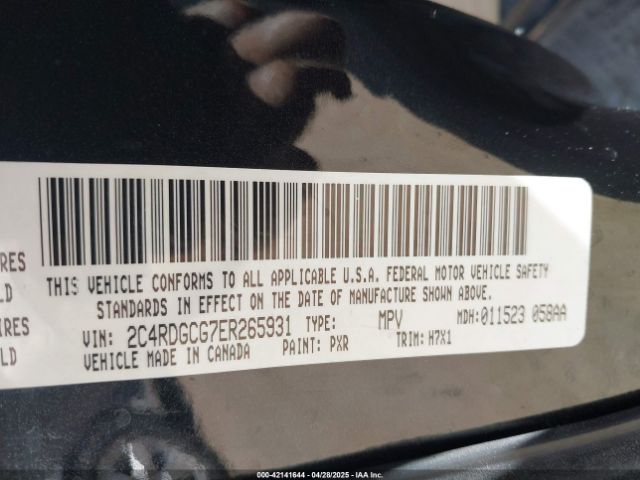 RES
LD
IRES
LD
THIS VEHICLE CONFORMS TO ALL APPLICABLE U.S.A. FEDERAL MOTOR VEHICLE SAFETY
STANDARDS IN EFFECT ON THE DATE OF MANUFACTURE SHOWN ABOVE.
VIN: 2C4RDGCG7ER265931 TYPE: MPV MDH:011523 058AA
VEHICLE MADE IN CANADA PAINT: PXR TRIM: H7X1
000-42141644 - 04/28/2025 - IAA Inc.